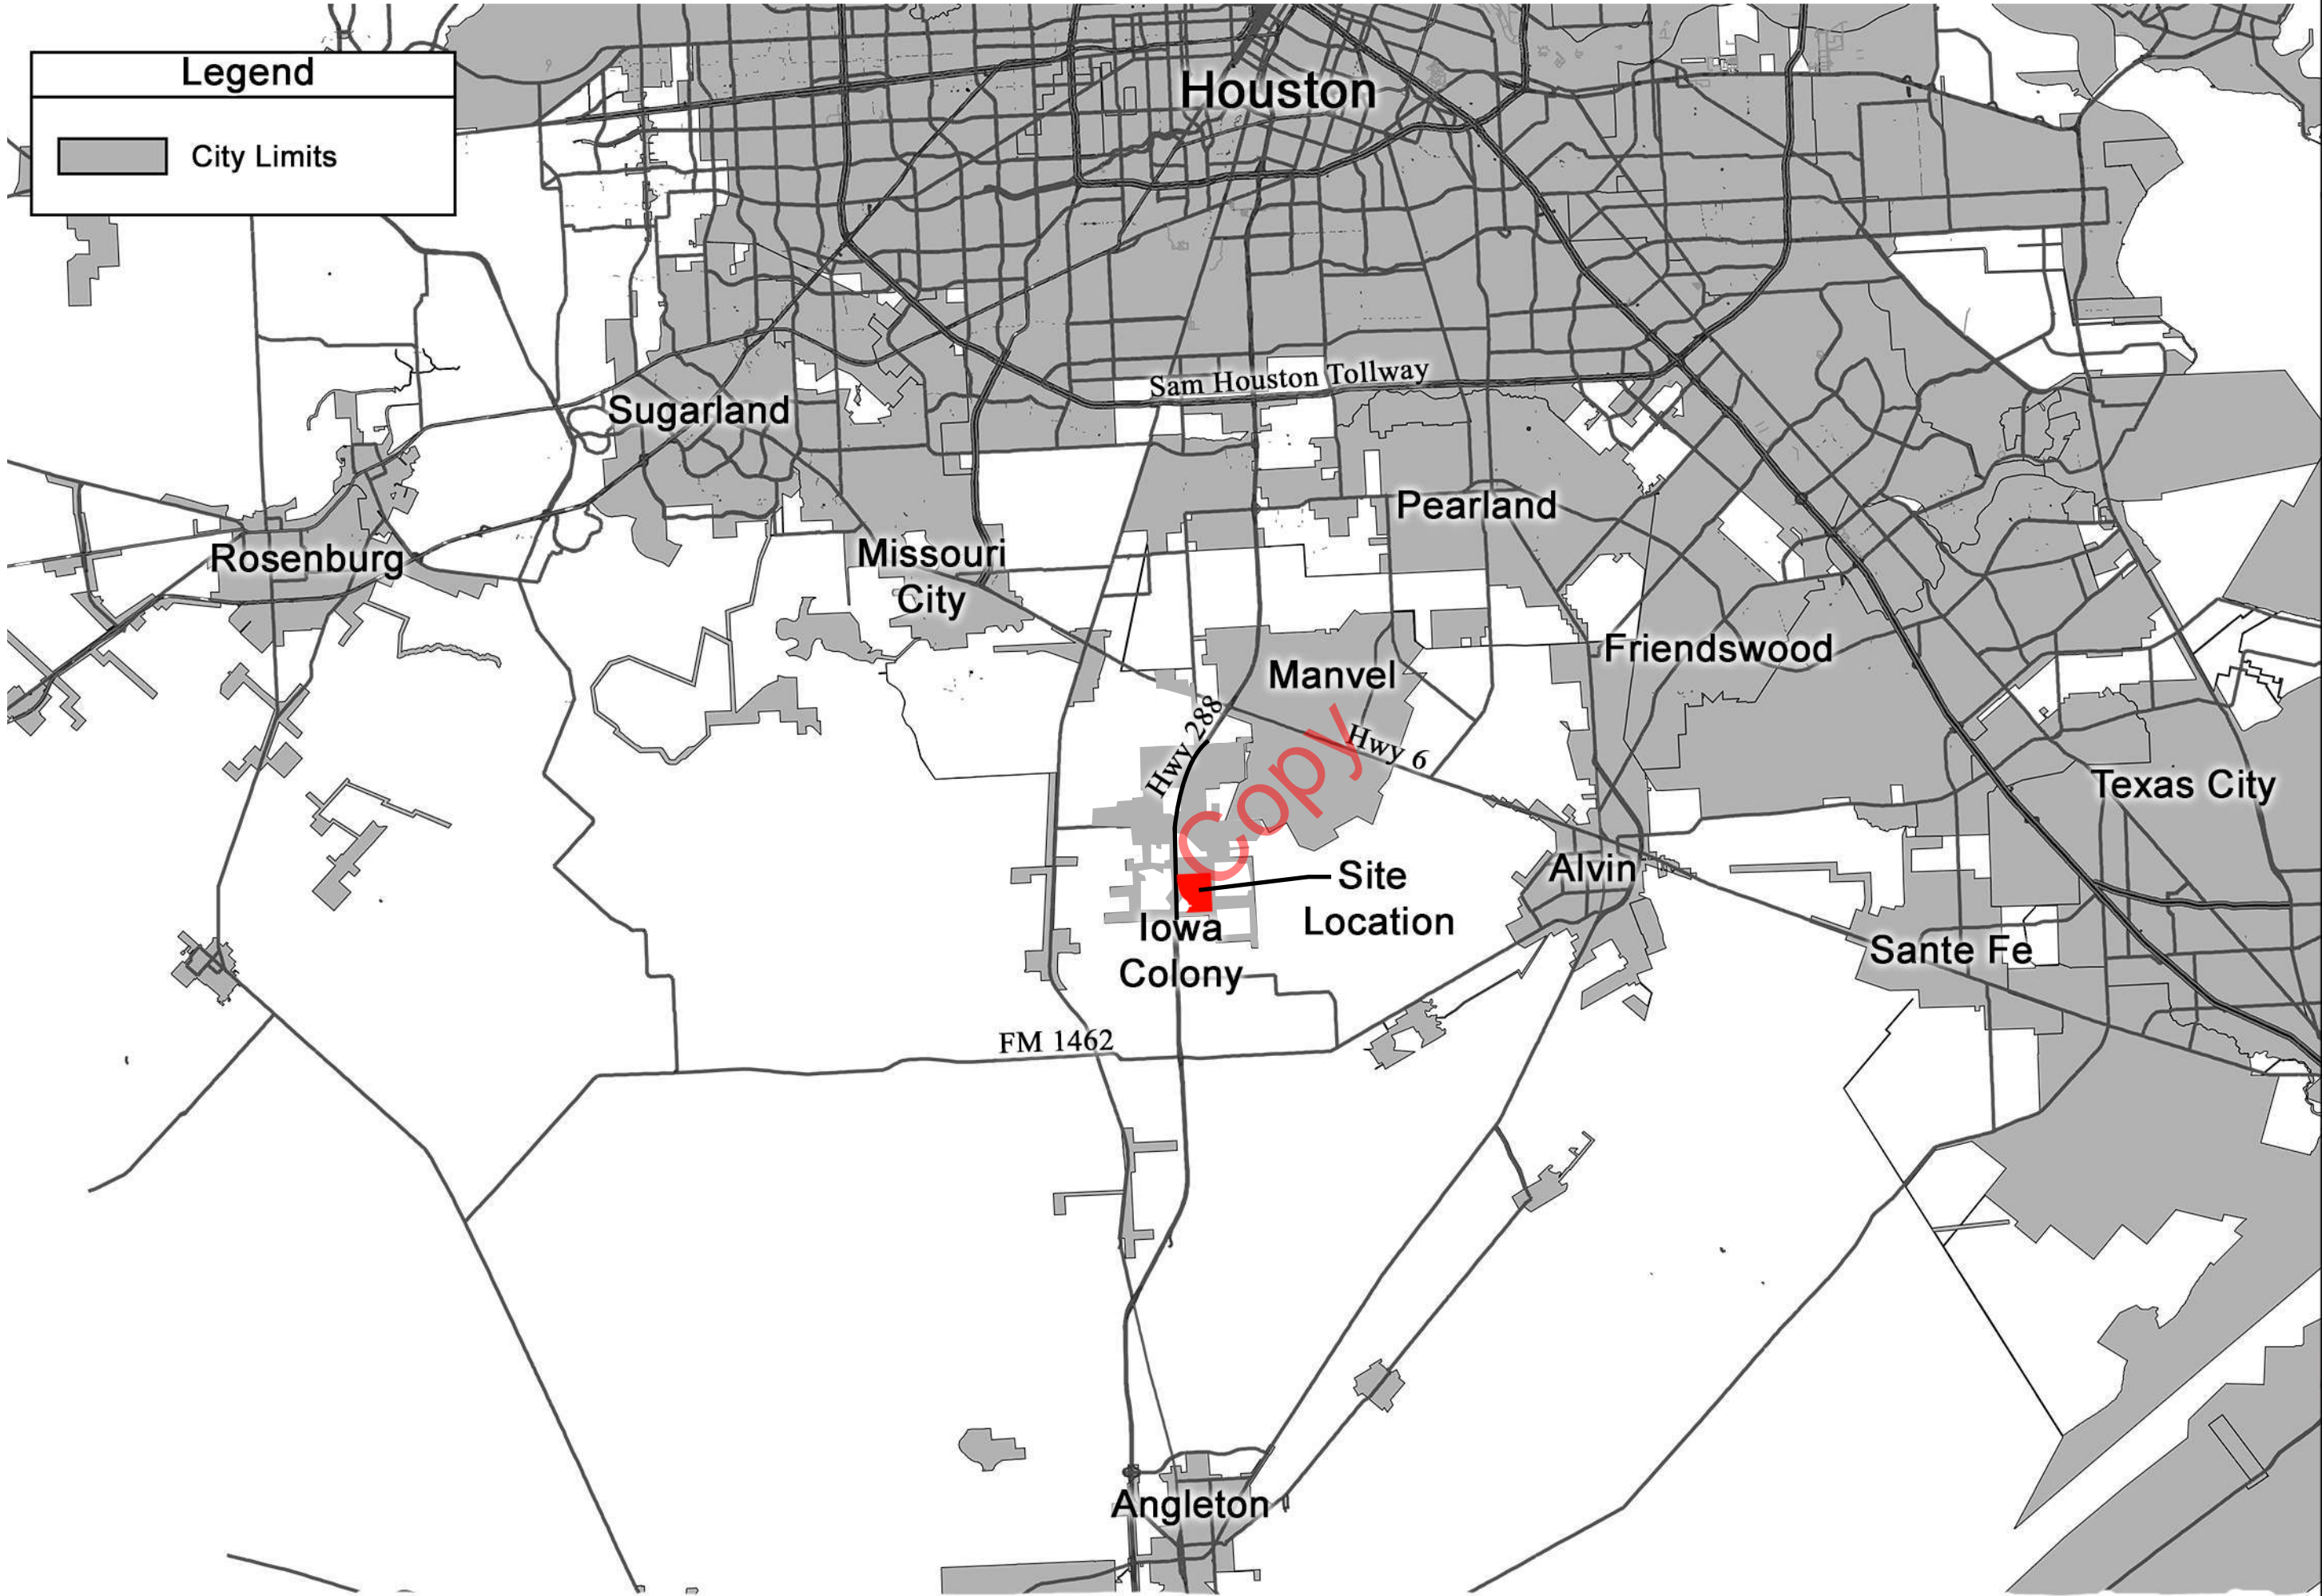 Legend
City Limits
Houston
Sam Houston Tollway
Sugarland
Pearland
Rosenburg
Missouri
City
Friendswood
Manvel
Hwy 288
Hwy 6
Copy
Texas City
Alvin
Site
Location
Iowa
Colony
Sante Fe
FM 1462
Angleton